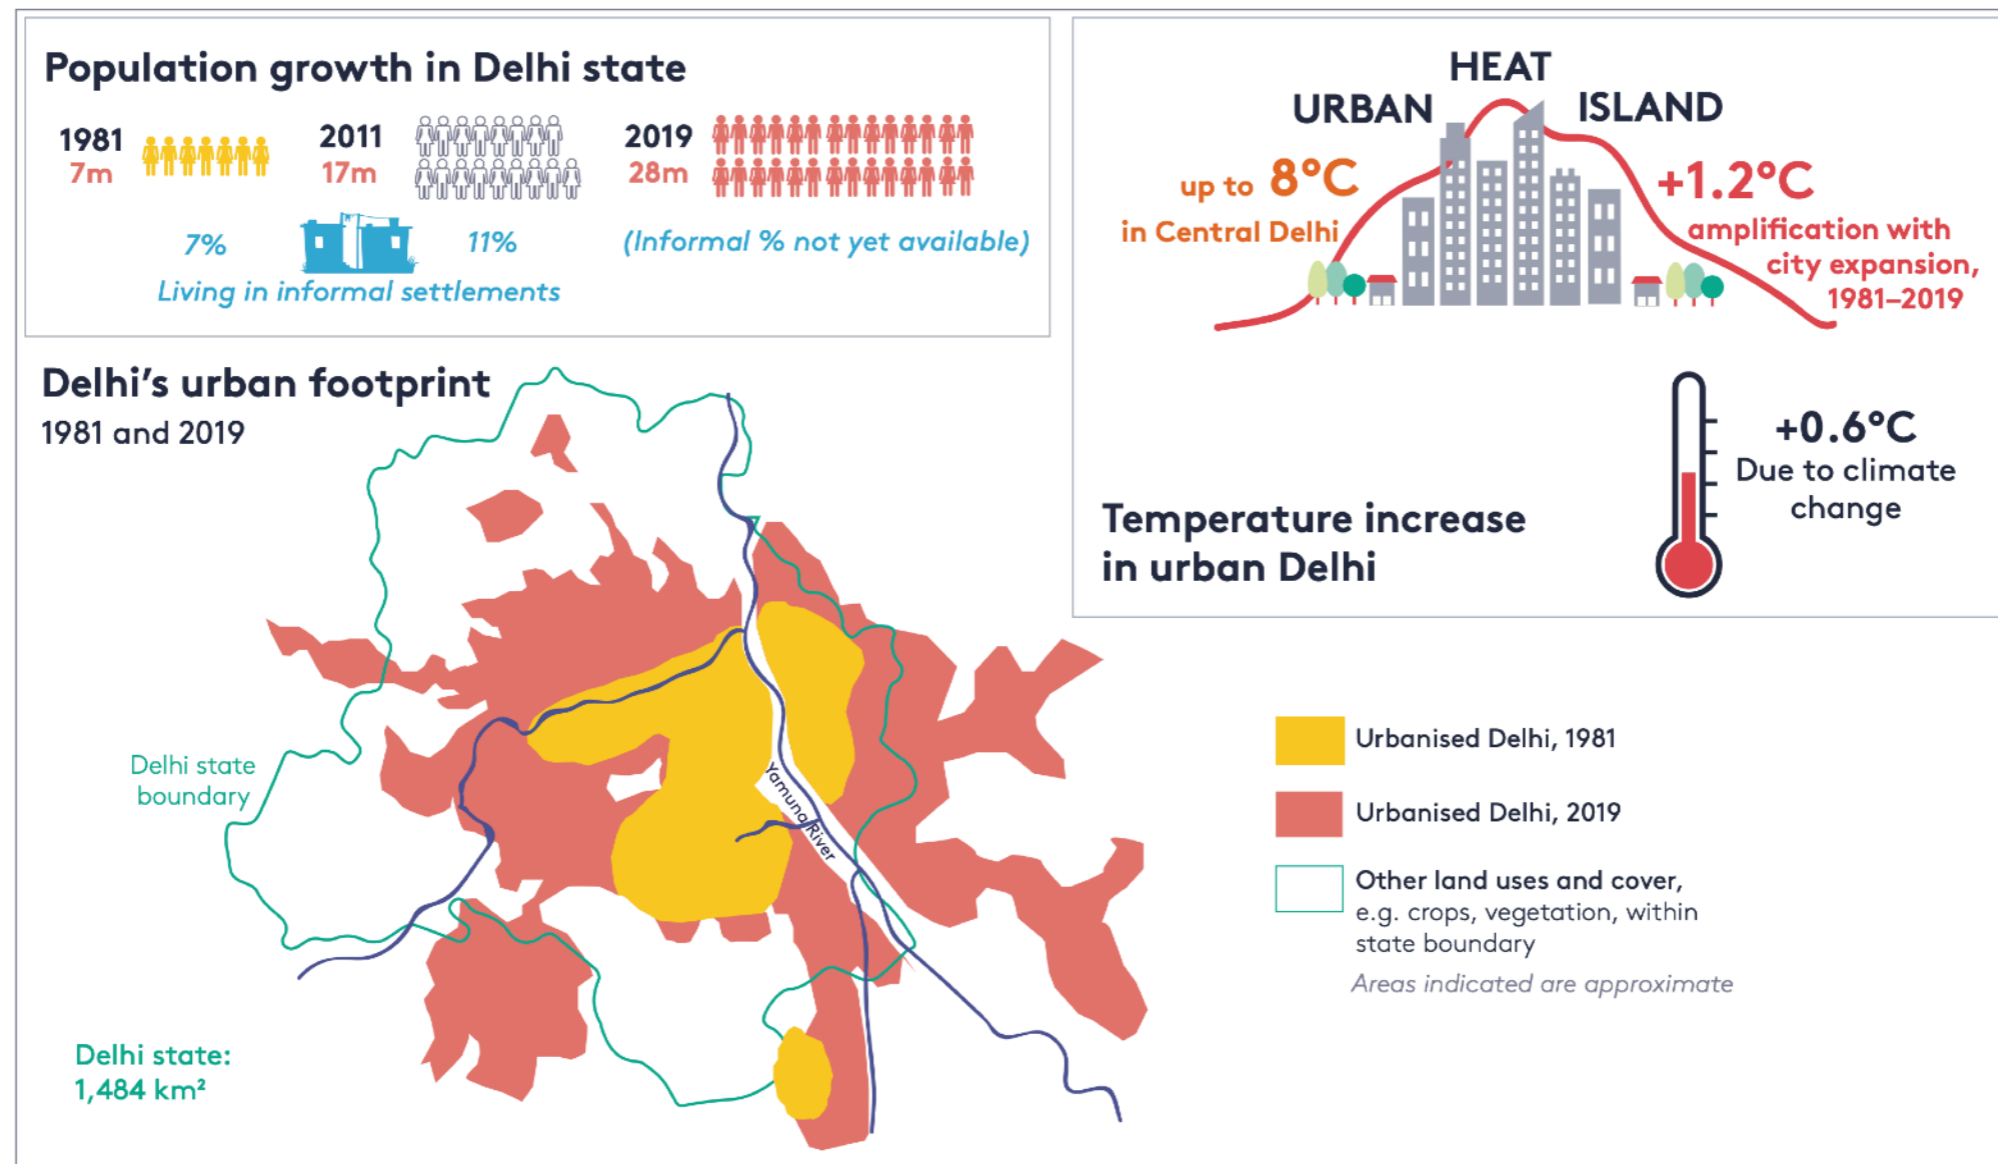 Population growth in Delhi state
1981
7m
2011
17m
2019
28m
7%
11%
(Informal % not yet available)
Living in informal settlements
URBAN HEAT ISLAND
up to 8°C
in Central Delhi
+1.2°C
amplification with
city expansion,
1981–2019
+0.6°C
Due to climate
change
Temperature increase
in urban Delhi
Delhi's urban footprint
1981 and 2019
Delhi state
boundary
Yamuna River
Delhi state:
1,484 km²
Urbanised Delhi, 1981
Urbanised Delhi, 2019
Other land uses and cover,
e.g. crops, vegetation, within
state boundary
Areas indicated are approximate